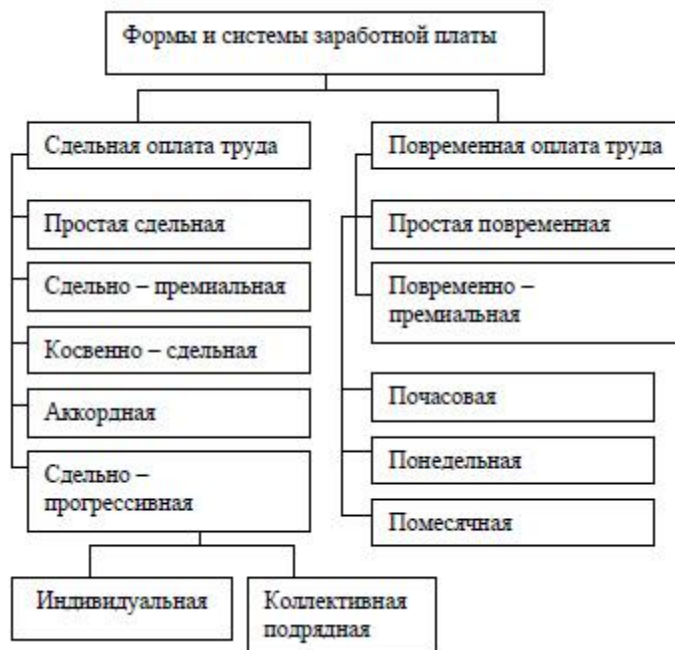 Формы и системы заработной платы
Сдельная оплата труда
Простая сдельная
Сдельно – премиальная
Косвенно – сдельная
Аккордная
Сдельно –
прогрессивная
Индивидуальная
Коллективная
подрядная
Повременная оплата труда
Простая повременная
Повременно –
премиальная
Почасовая
Понедельная
Помесячная